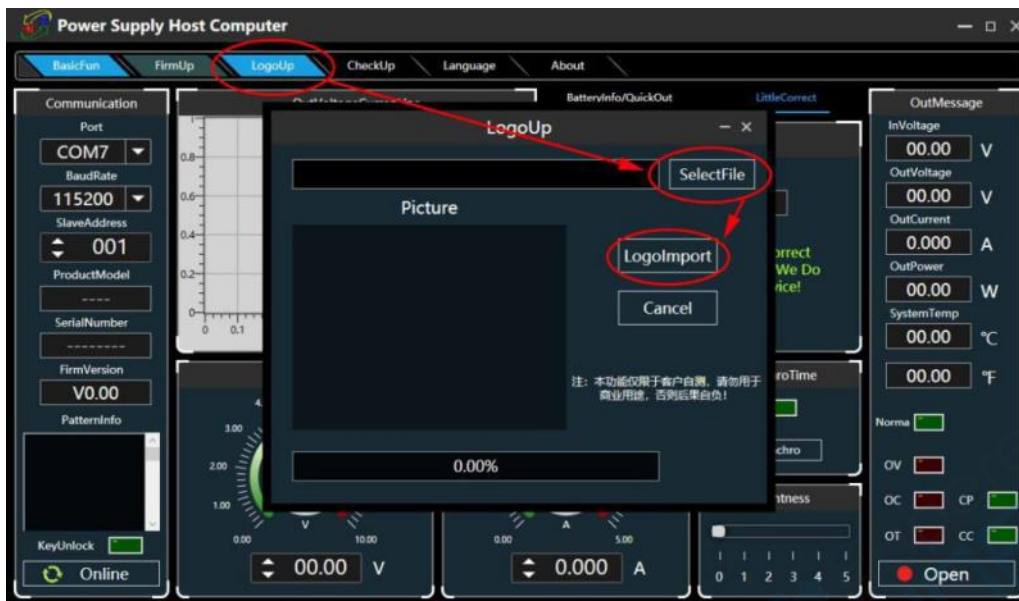 Power Supply Host Computer
BasicFun FirmUp LogoUp CheckUp Language About
Communication
Port
COM7
BaudRate
115200
SlaveAddress
001
ProductModel
----
SerialNumber
--------
FirmVersion
V0.00
PatternInfo
KeyUnlock
Online
BatteryInfo/QuickOut LittleCorrect
0.8
0.6
0.4
0.2
0
0 0.1
LogoUp
SelectFile
Picture
LogoImport
Cancel
注：本功能仅限于客户自测，请勿用于
商业用途，否则后果自负！
0.00%
We Do
3.00
2.00
1.00
0.00 10.00
V
00.00 V
0.00 5.00
A
0.000 A
0 1 2 3 4 5
OutMessage
InVoltage
00.00 V
OutVoltage
00.00 V
OutCurrent
0.000 A
OutPower
00.00 W
SystemTemp
00.00 °C
00.00 °F
Norma
OV
OC CP
OT CC
Open